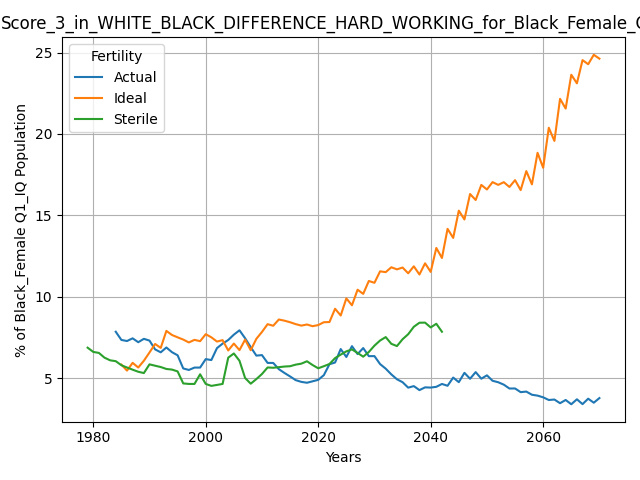 Score_3_in_WHITE_BLACK_DIFFERENCE_HARD_WORKING_for_Black_Female_
Fertility
Actual
Ideal
Sterile
% of Black_Female Q1_IQ Population
25
20
15
10
5
1980
2000
2020
2040
2060
Years